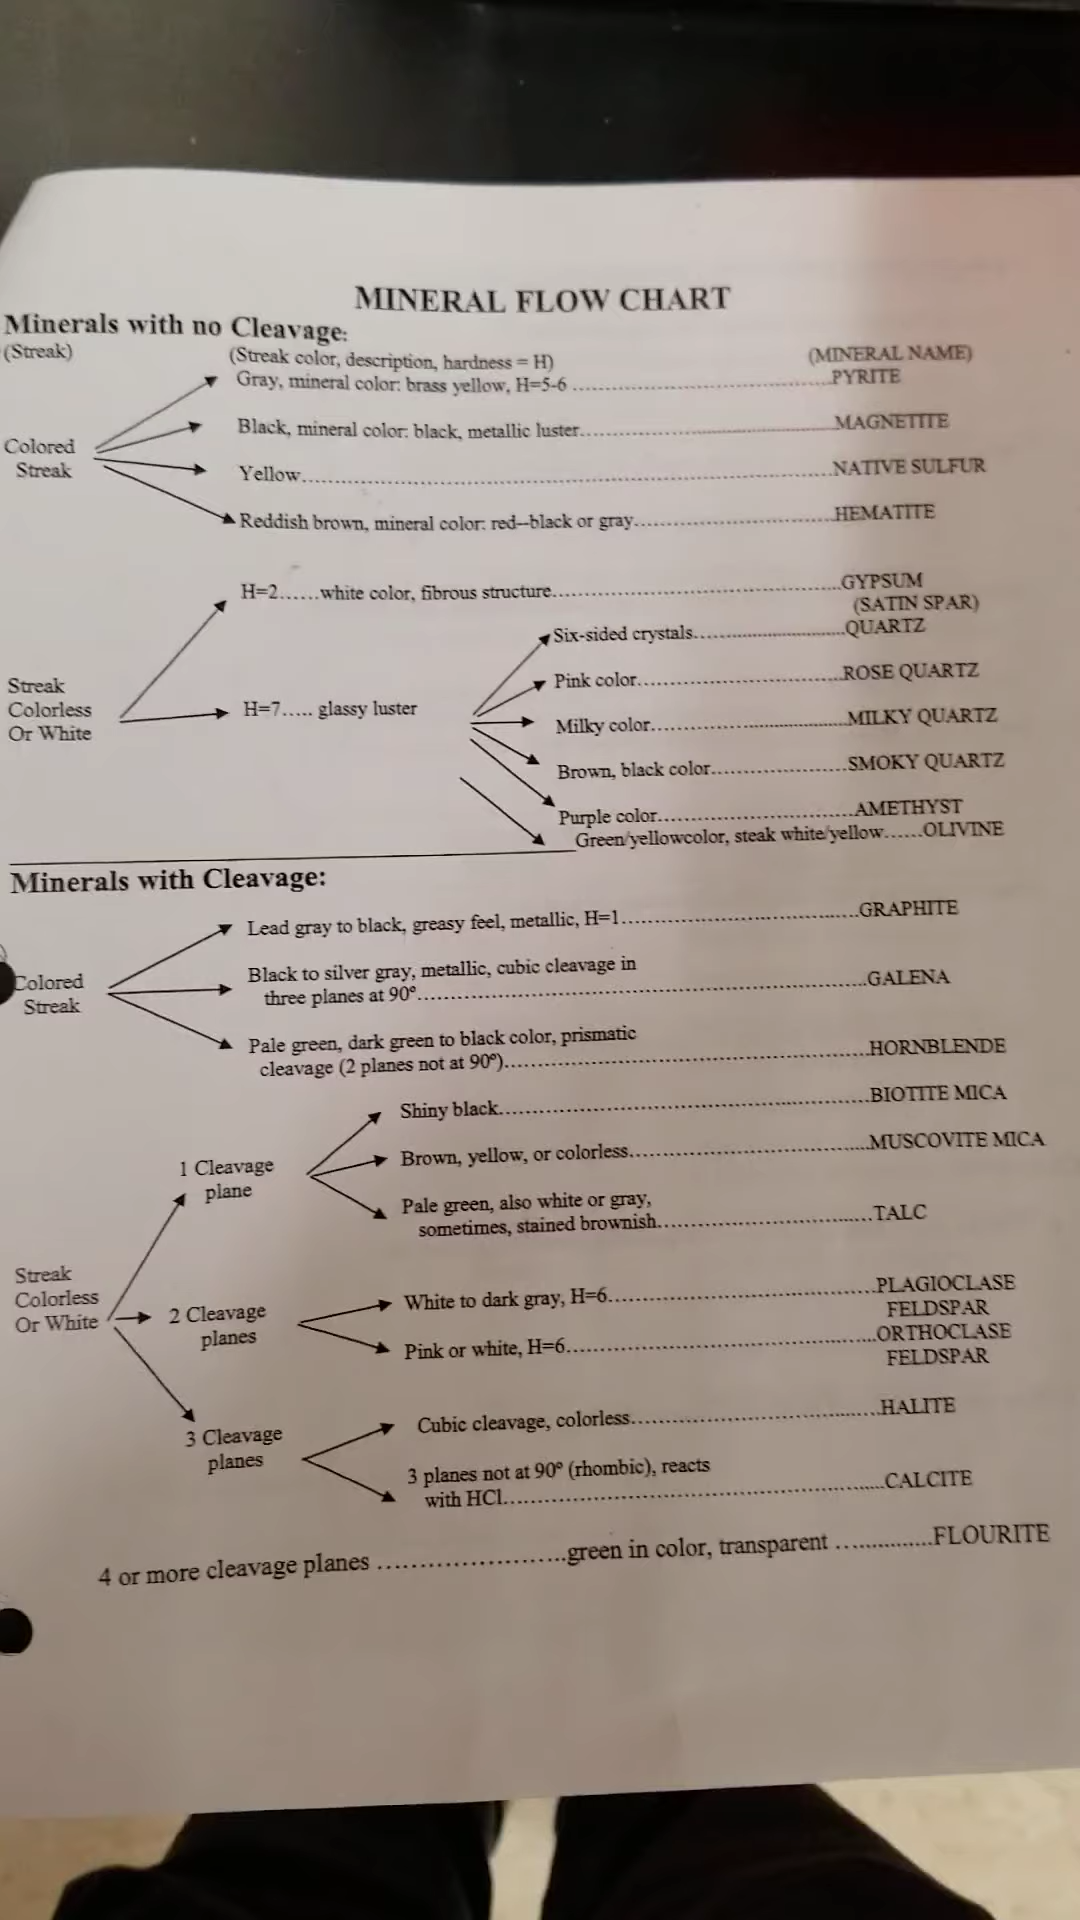 MINERAL FLOW CHART
Minerals with no Cleavage:
(Streak) (Streak color, description, hardness = H) (MINERAL NAME)
Gray, mineral color: brass yellow, H=5-6 ........................................PYRITE
Black, mineral color: black, metallic luster........................................MAGNETITE
Colored
Streak
Yellow........................................NATIVE SULFUR
Reddish brown, mineral color: red--black or gray........................................HEMATITE
H=2......white color, fibrous structure........................................GYPSUM
(SATIN SPAR)
Six-sided crystals..............................QUARTZ
Streak
Colorless
Or White
Pink color..............................ROSE QUARTZ
H=7..... glassy luster
Milky color..............................MILKY QUARTZ
Brown, black color......................SMOKY QUARTZ
Purple color..............................AMETHYST
Green/yellowcolor, steak white/yellow......OLIVINE
Minerals with Cleavage:
Lead gray to black, greasy feel, metallic, H=1........................................GRAPHITE
Colored
Streak
Black to silver gray, metallic, cubic cleavage in
three planes at 90º........................................GALENA
Pale green, dark green to black color, prismatic
cleavage (2 planes not at 90º)........................................HORNBLENDE
Shiny black........................................BIOTITE MICA
1 Cleavage
plane
Brown, yellow, or colorless........................................MUSCOVITE MICA
Pale green, also white or gray,
sometimes, stained brownish...................................TALC
Streak
Colorless
Or White
2 Cleavage
planes
White to dark gray, H=6........................................PLAGIOCLASE
FELDSPAR
Pink or white, H=6........................................ORTHOCLASE
FELDSPAR
3 Cleavage
planes
Cubic cleavage, colorless........................................HALITE
3 planes not at 90º (rhombic), reacts
with HCl........................................CALCITE
4 or more cleavage planes ........................green in color, transparent ...............FLOURITE